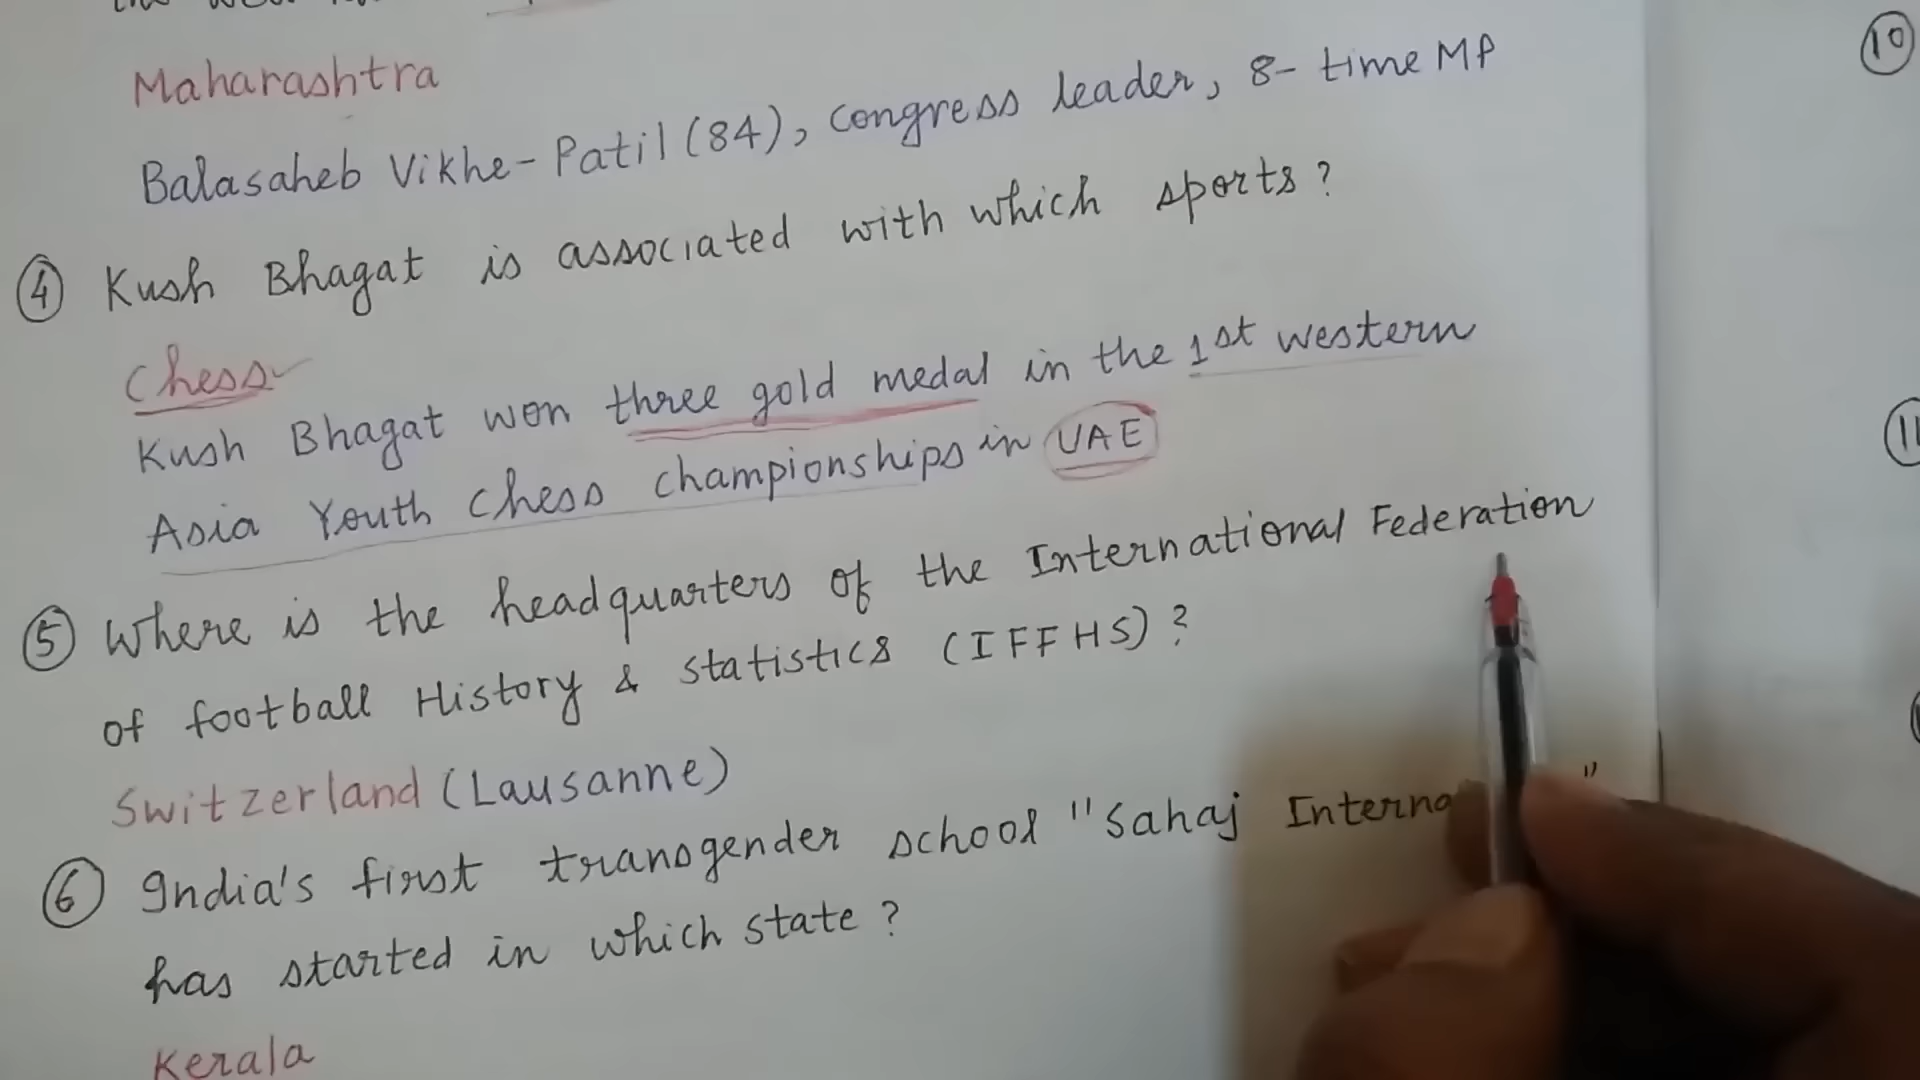 Maharashtra
Balasaheb Vikhe-Patil (84), Congress leader, 8-time MP
④ Kush Bhagat is associated with which sports?
Chess
Kush Bhagat won three gold medal in the 1st western
Asia Youth Chess championships in UAE
⑤ Where is the headquarters of the International Federation
of football History & statistics (IFFHS)?
Switzerland (Lausanne)
⑥ India's first transgender school "Sahaj Interna "
has started in which state?
Kerala
⑩